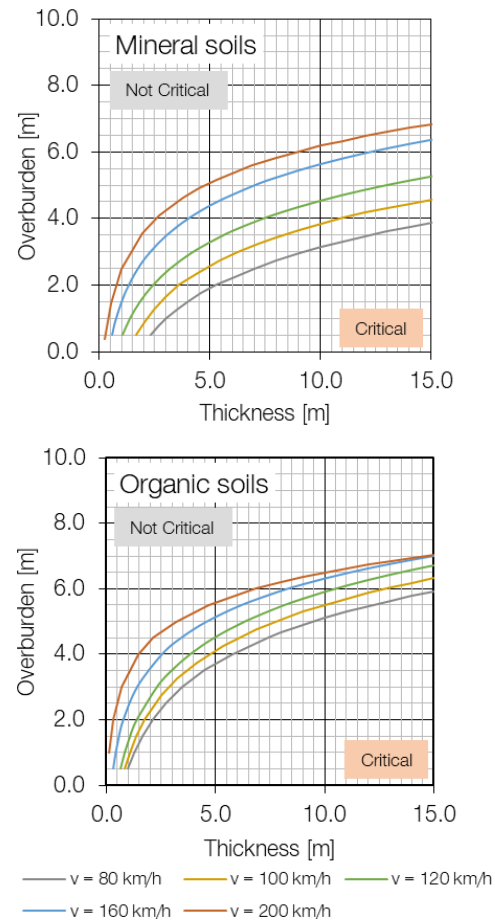 Mineral soils
Not Critical
Critical
Overburden [m]
10.0
8.0
6.0
4.0
2.0
0.0
0.0 5.0 10.0 15.0
Thickness [m]
Organic soils
Not Critical
Critical
Overburden [m]
10.0
8.0
6.0
4.0
2.0
0.0
0.0 5.0 10.0 15.0
Thickness [m]
v = 80 km/h v = 100 km/h v = 120 km/h
v = 160 km/h v = 200 km/h